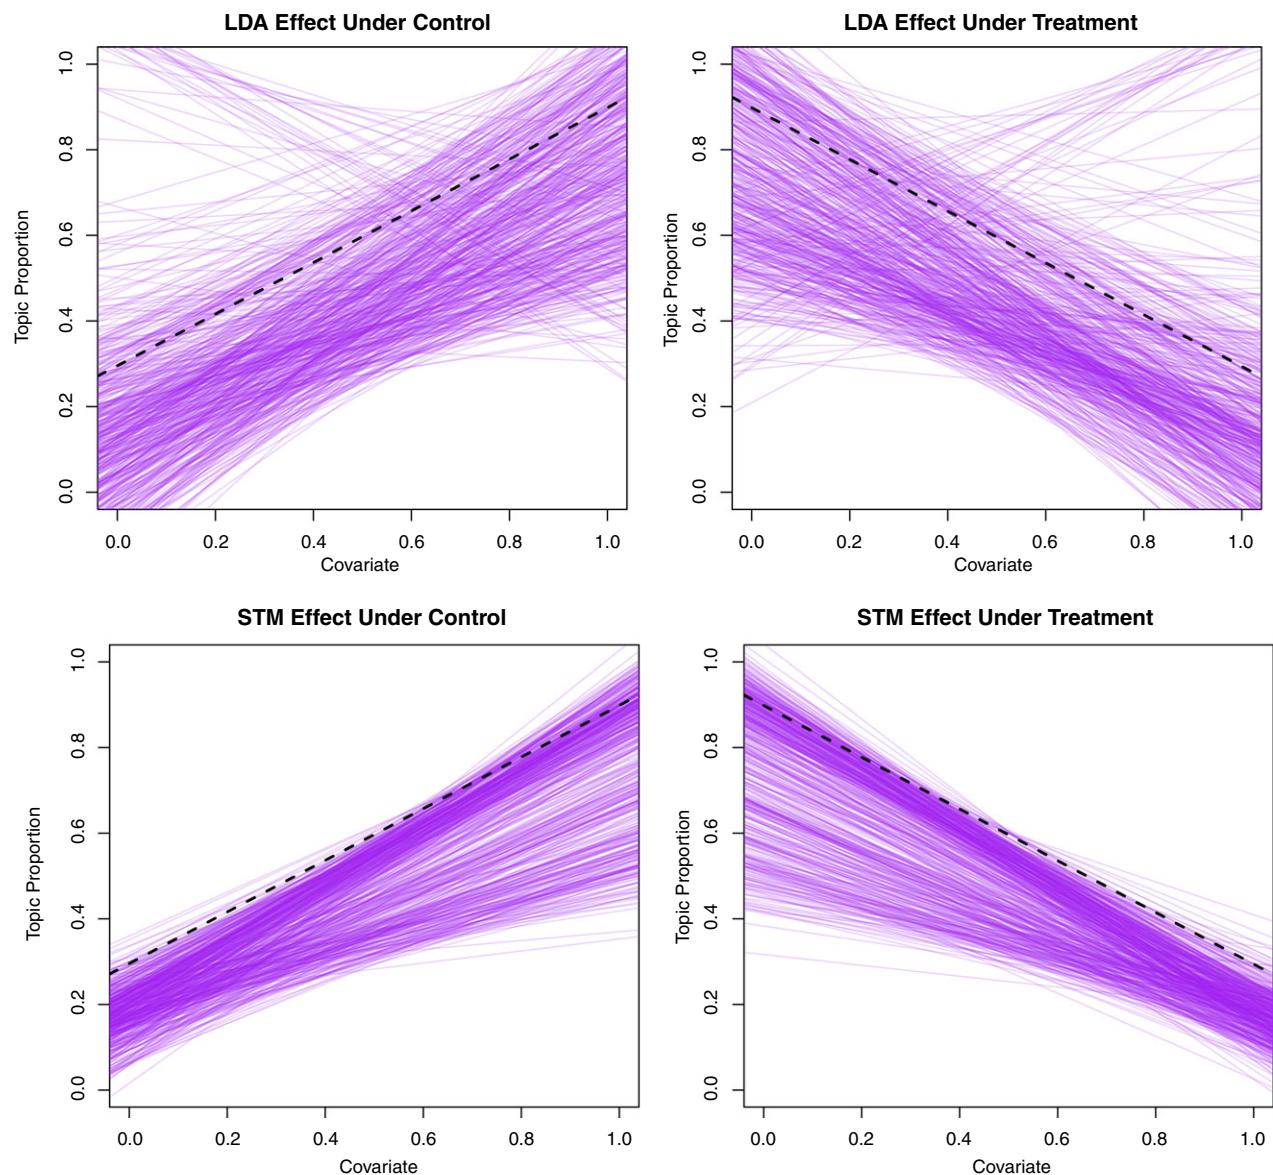 LDA Effect Under Control
Topic Proportion
1.0
0.8
0.6
0.4
0.2
0.0
0.0 0.2 0.4 0.6 0.8 1.0
Covariate
LDA Effect Under Treatment
Topic Proportion
1.0
0.8
0.6
0.4
0.2
0.0
0.0 0.2 0.4 0.6 0.8 1.0
Covariate
STM Effect Under Control
Topic Proportion
1.0
0.8
0.6
0.4
0.2
0.0
0.0 0.2 0.4 0.6 0.8 1.0
Covariate
STM Effect Under Treatment
Topic Proportion
1.0
0.8
0.6
0.4
0.2
0.0
0.0 0.2 0.4 0.6 0.8 1.0
Covariate